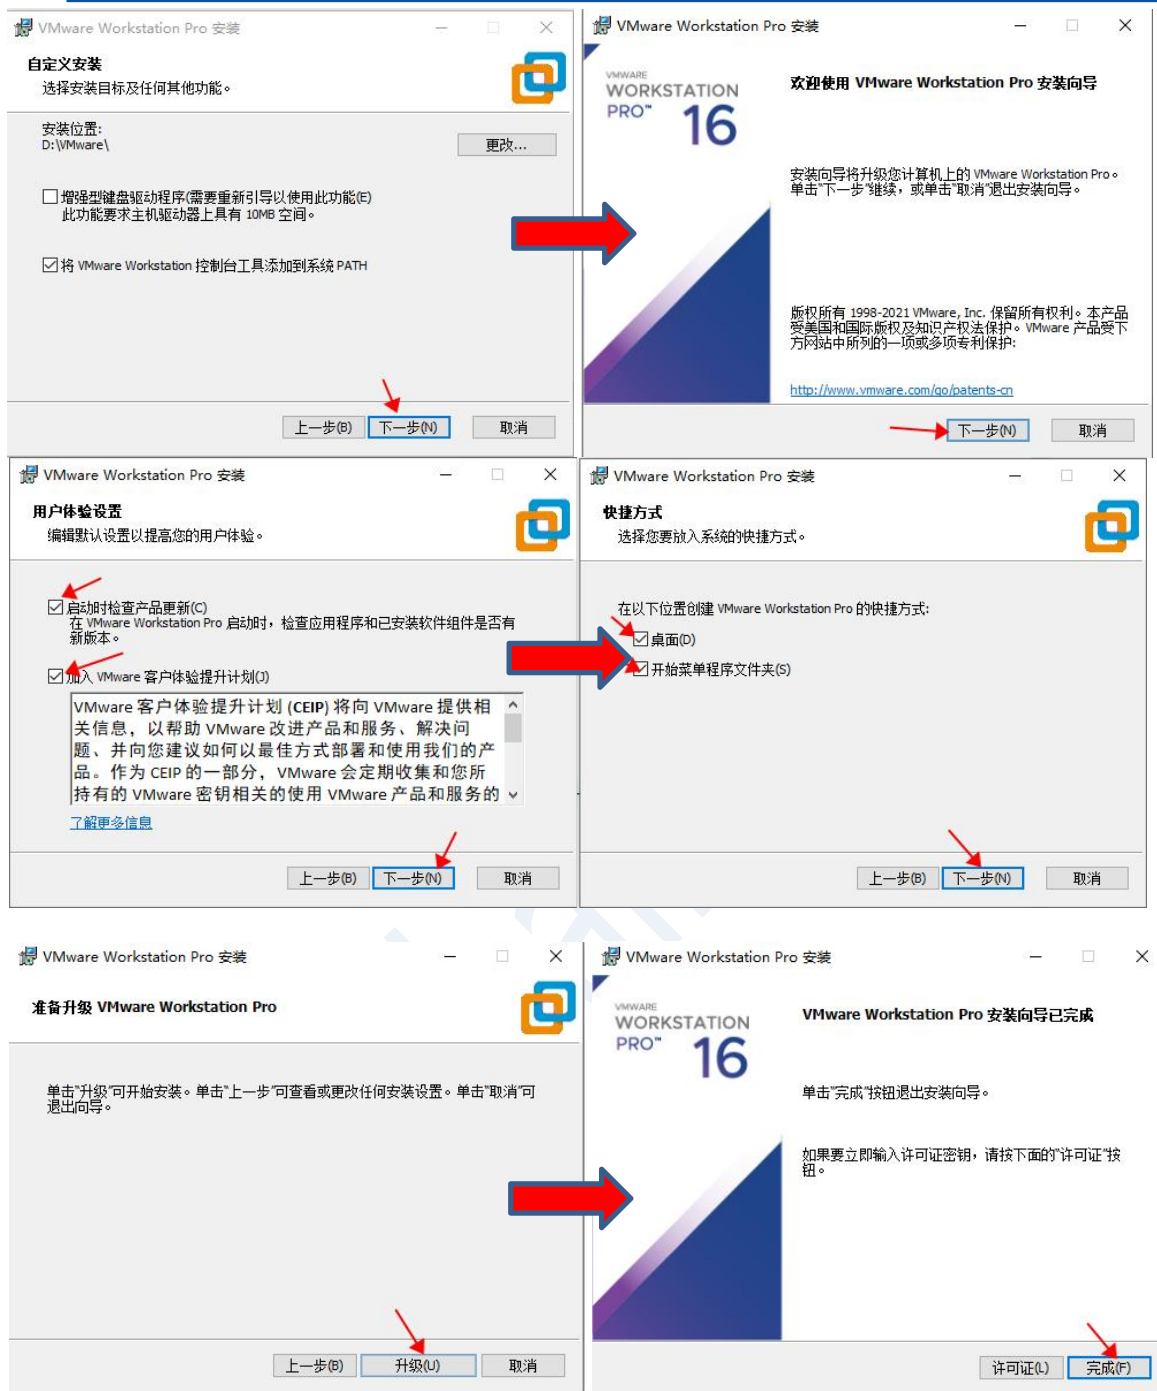 VMware Workstation Pro 安装
自定义安装
选择安装目标及任何其他功能。
安装位置:
D:\VMware\
更改...
增强型键盘驱动程序(需要重新引导以使用此功能(E)
此功能要求主机驱动器上具有 10MB 空间。
将 VMware Workstation 控制台工具添加到系统 PATH
上一步(B) 下一步(N) 取消
VMware Workstation Pro 安装
VMWARE
WORKSTATION
PRO™ 16
欢迎使用 VMware Workstation Pro 安装向导
安装向导将升级您计算机上的 VMware Workstation Pro。
单击"下一步"继续，或单击"取消"退出安装向导。
版权所有 1998-2021 VMware, Inc. 保留所有权利。本产品
受美国和国际版权及知识产权法保护。VMware 产品受下
方网站中所列的一项或多项专利保护:
http://www.vmware.com/go/patents-cn
下一步(N) 取消
VMware Workstation Pro 安装
用户体验设置
编辑默认设置以提高您的用户体验。
启动时检查产品更新(C)
在 VMware Workstation Pro 启动时，检查应用程序和已安装软件组件是否有
新版本。
加入 VMware 客户体验提升计划(J)
VMware 客户体验提升计划 (CEIP) 将向 VMware 提供相
关信息，以帮助 VMware 改进产品和服务、解决问
题、并向您建议如何以最佳方式部署和使用我们的产
品。作为 CEIP 的一部分，VMware 会定期收集和您所
持有的 VMware 密钥相关的使用 VMware 产品和服务的
了解更多信息
上一步(B) 下一步(N) 取消
VMware Workstation Pro 安装
快捷方式
选择您要放入系统的快捷方式。
在以下位置创建 VMware Workstation Pro 的快捷方式:
桌面(D)
开始菜单程序文件夹(S)
上一步(B) 下一步(N) 取消
VMware Workstation Pro 安装
准备升级 VMware Workstation Pro
单击"升级"可开始安装。单击"上一步"可查看或更改任何安装设置。单击"取消"可
退出向导。
上一步(B) 升级(U) 取消
VMware Workstation Pro 安装
VMWARE
WORKSTATION
PRO™ 16
VMware Workstation Pro 安装向导已完成
单击"完成"按钮退出安装向导。
如果要立即输入许可证密钥，请按下面的"许可证"按
钮。
许可证(L) 完成(F)